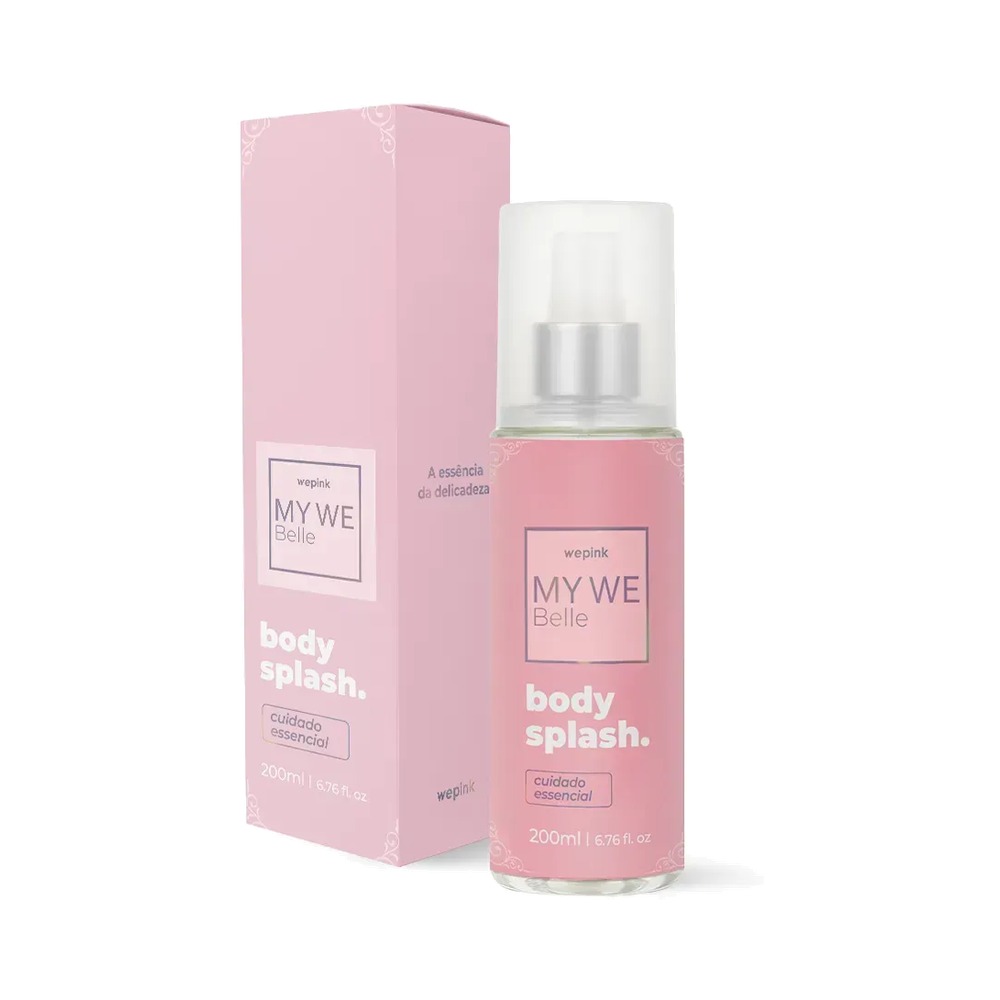 wepink
MY WE
Belle
body
splash.
cuidado
essencial
200ml | 6.76 fl. oz
A essência
da delicadeza
wepink
wepink
MY WE
Belle
body
splash.
cuidado
essencial
200ml | 6.76 fl. oz